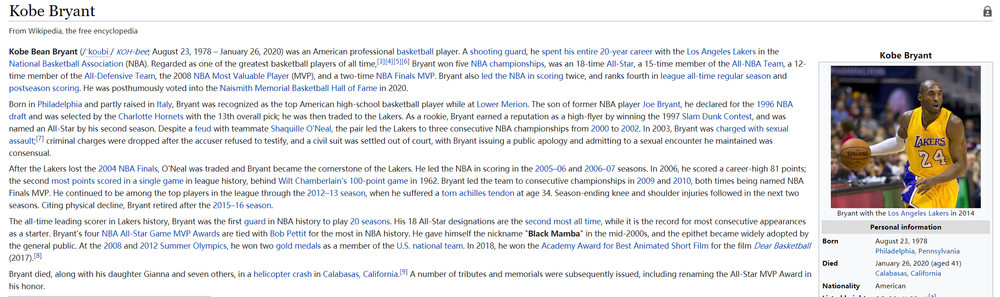 Kobe Bryant
From Wikipedia, the free encyclopedia
Kobe Bean Bryant (/ˈkoʊbiː/ KOH-bee; August 23, 1978 – January 26, 2020) was an American professional basketball player. A shooting guard, he spent his entire 20-year career with the Los Angeles Lakers in the
National Basketball Association (NBA). Regarded as one of the greatest basketball players of all time,[3][4][5][6] Bryant won five NBA championships, was an 18-time All-Star, a 15-time member of the All-NBA Team, a 12-
time member of the All-Defensive Team, the 2008 NBA Most Valuable Player (MVP), and a two-time NBA Finals MVP. Bryant also led the NBA in scoring twice, and ranks fourth in league all-time regular season and
postseason scoring. He was posthumously voted into the Naismith Memorial Basketball Hall of Fame in 2020.
Born in Philadelphia and partly raised in Italy, Bryant was recognized as the top American high-school basketball player while at Lower Merion. The son of former NBA player Joe Bryant, he declared for the 1996 NBA
draft and was selected by the Charlotte Hornets with the 13th overall pick; he was then traded to the Lakers. As a rookie, Bryant earned a reputation as a high-flyer by winning the 1997 Slam Dunk Contest, and was
named an All-Star by his second season. Despite a feud with teammate Shaquille O'Neal, the pair led the Lakers to three consecutive NBA championships from 2000 to 2002. In 2003, Bryant was charged with sexual
assault;[7] criminal charges were dropped after the accuser refused to testify, and a civil suit was settled out of court, with Bryant issuing a public apology and admitting to a sexual encounter he maintained was
consensual.
After the Lakers lost the 2004 NBA Finals, O'Neal was traded and Bryant became the cornerstone of the Lakers. He led the NBA in scoring in the 2005–06 and 2006–07 seasons. In 2006, he scored a career-high 81 points;
the second most points scored in a single game in league history, behind Wilt Chamberlain's 100-point game in 1962. Bryant led the team to consecutive championships in 2009 and 2010, both times being named NBA
Finals MVP. He continued to be among the top players in the league through the 2012–13 season, when he suffered a torn achilles tendon at age 34. Season-ending knee and shoulder injuries followed in the next two
seasons. Citing physical decline, Bryant retired after the 2015–16 season.
The all-time leading scorer in Lakers history, Bryant was the first guard in NBA history to play 20 seasons. His 18 All-Star designations are the second most all time, while it is the record for most consecutive appearances
as a starter. Bryant's four NBA All-Star Game MVP Awards are tied with Bob Pettit for the most in NBA history. He gave himself the nickname "Black Mamba" in the mid-2000s, and the epithet became widely adopted by
the general public. At the 2008 and 2012 Summer Olympics, he won two gold medals as a member of the U.S. national team. In 2018, he won the Academy Award for Best Animated Short Film for the film Dear Basketball
(2017).[8]
Bryant died, along with his daughter Gianna and seven others, in a helicopter crash in Calabasas, California.[9] A number of tributes and memorials were subsequently issued, including renaming the All-Star MVP Award in
his honor.
Kobe Bryant
WASHINGTON
LAKERS
24
SPALDING
Bryant with the Los Angeles Lakers in 2014
Personal information
Born August 23, 1978
Philadelphia, Pennsylvania
Died January 26, 2020 (aged 41)
Calabasas, California
Nationality American